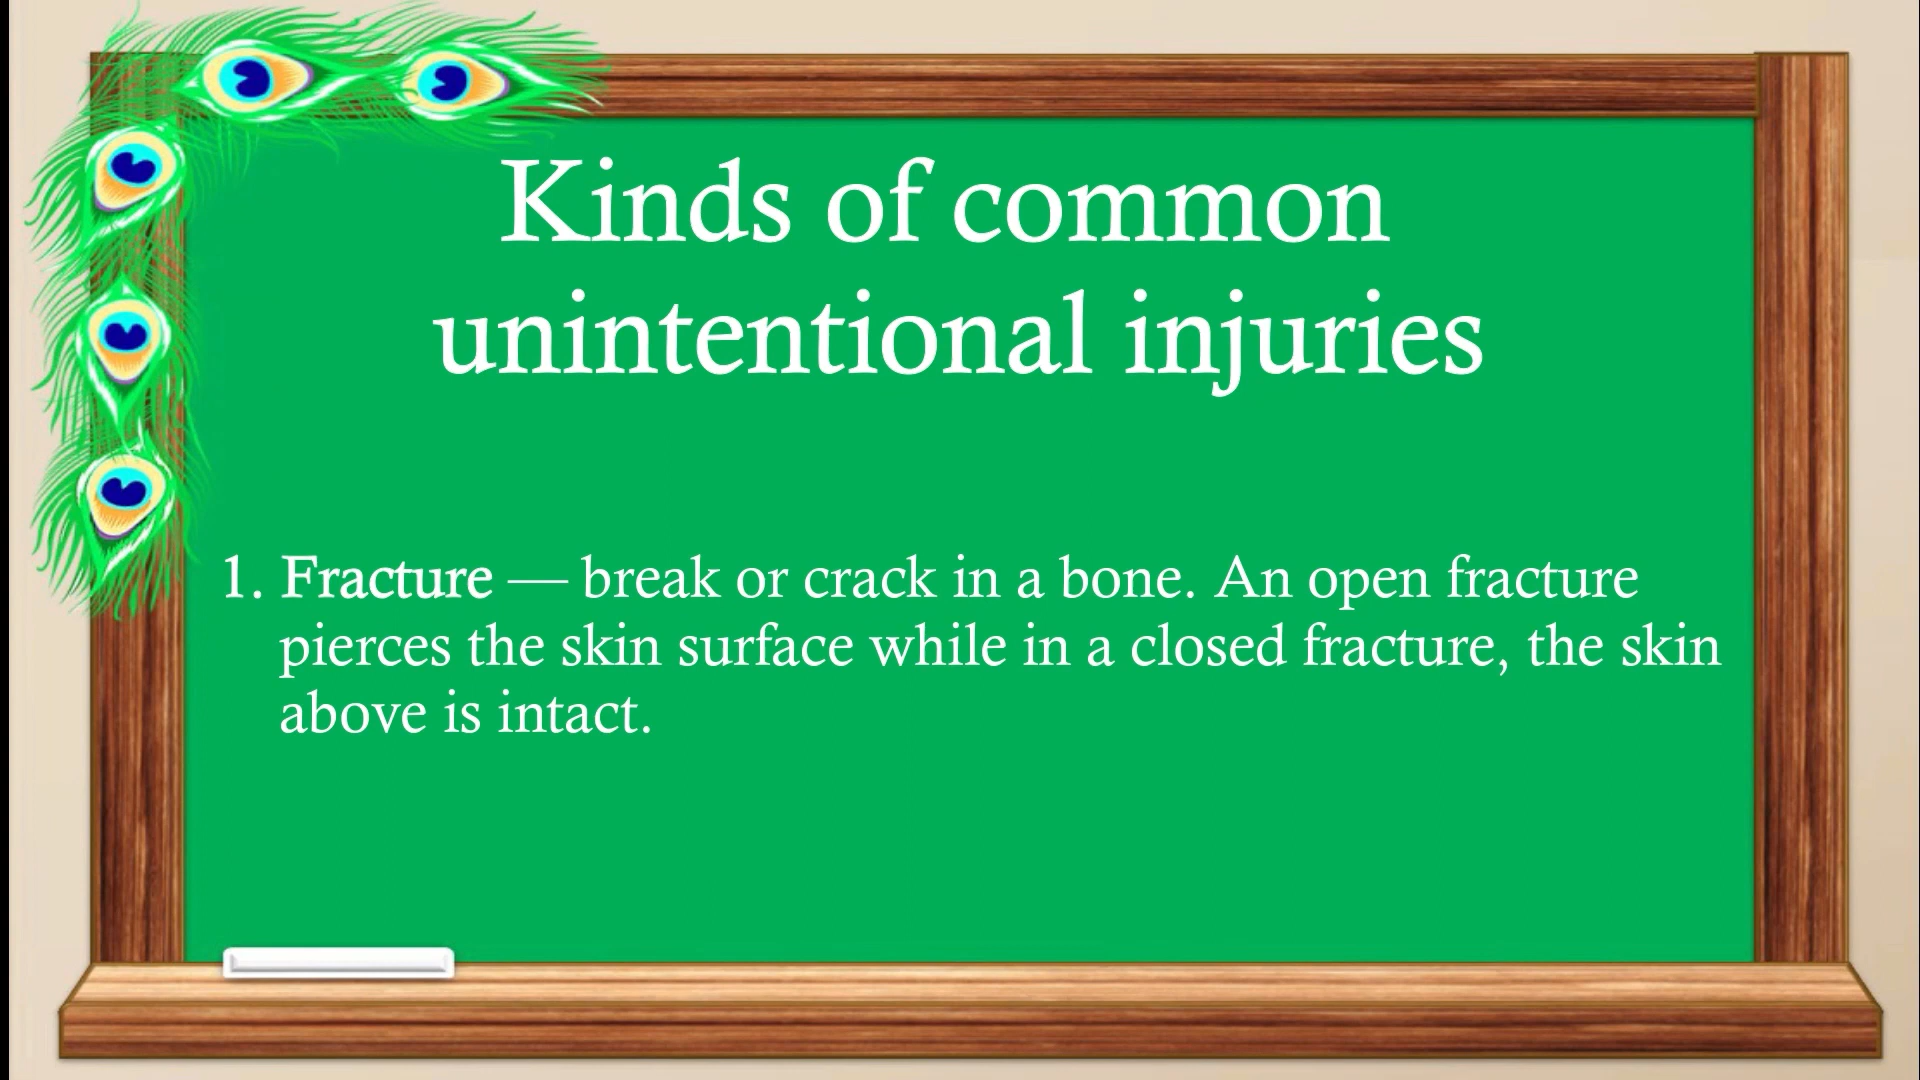 Kinds of common
unintentional injuries
1. Fracture — break or crack in a bone. An open fracture
pierces the skin surface while in a closed fracture, the skin
above is intact.